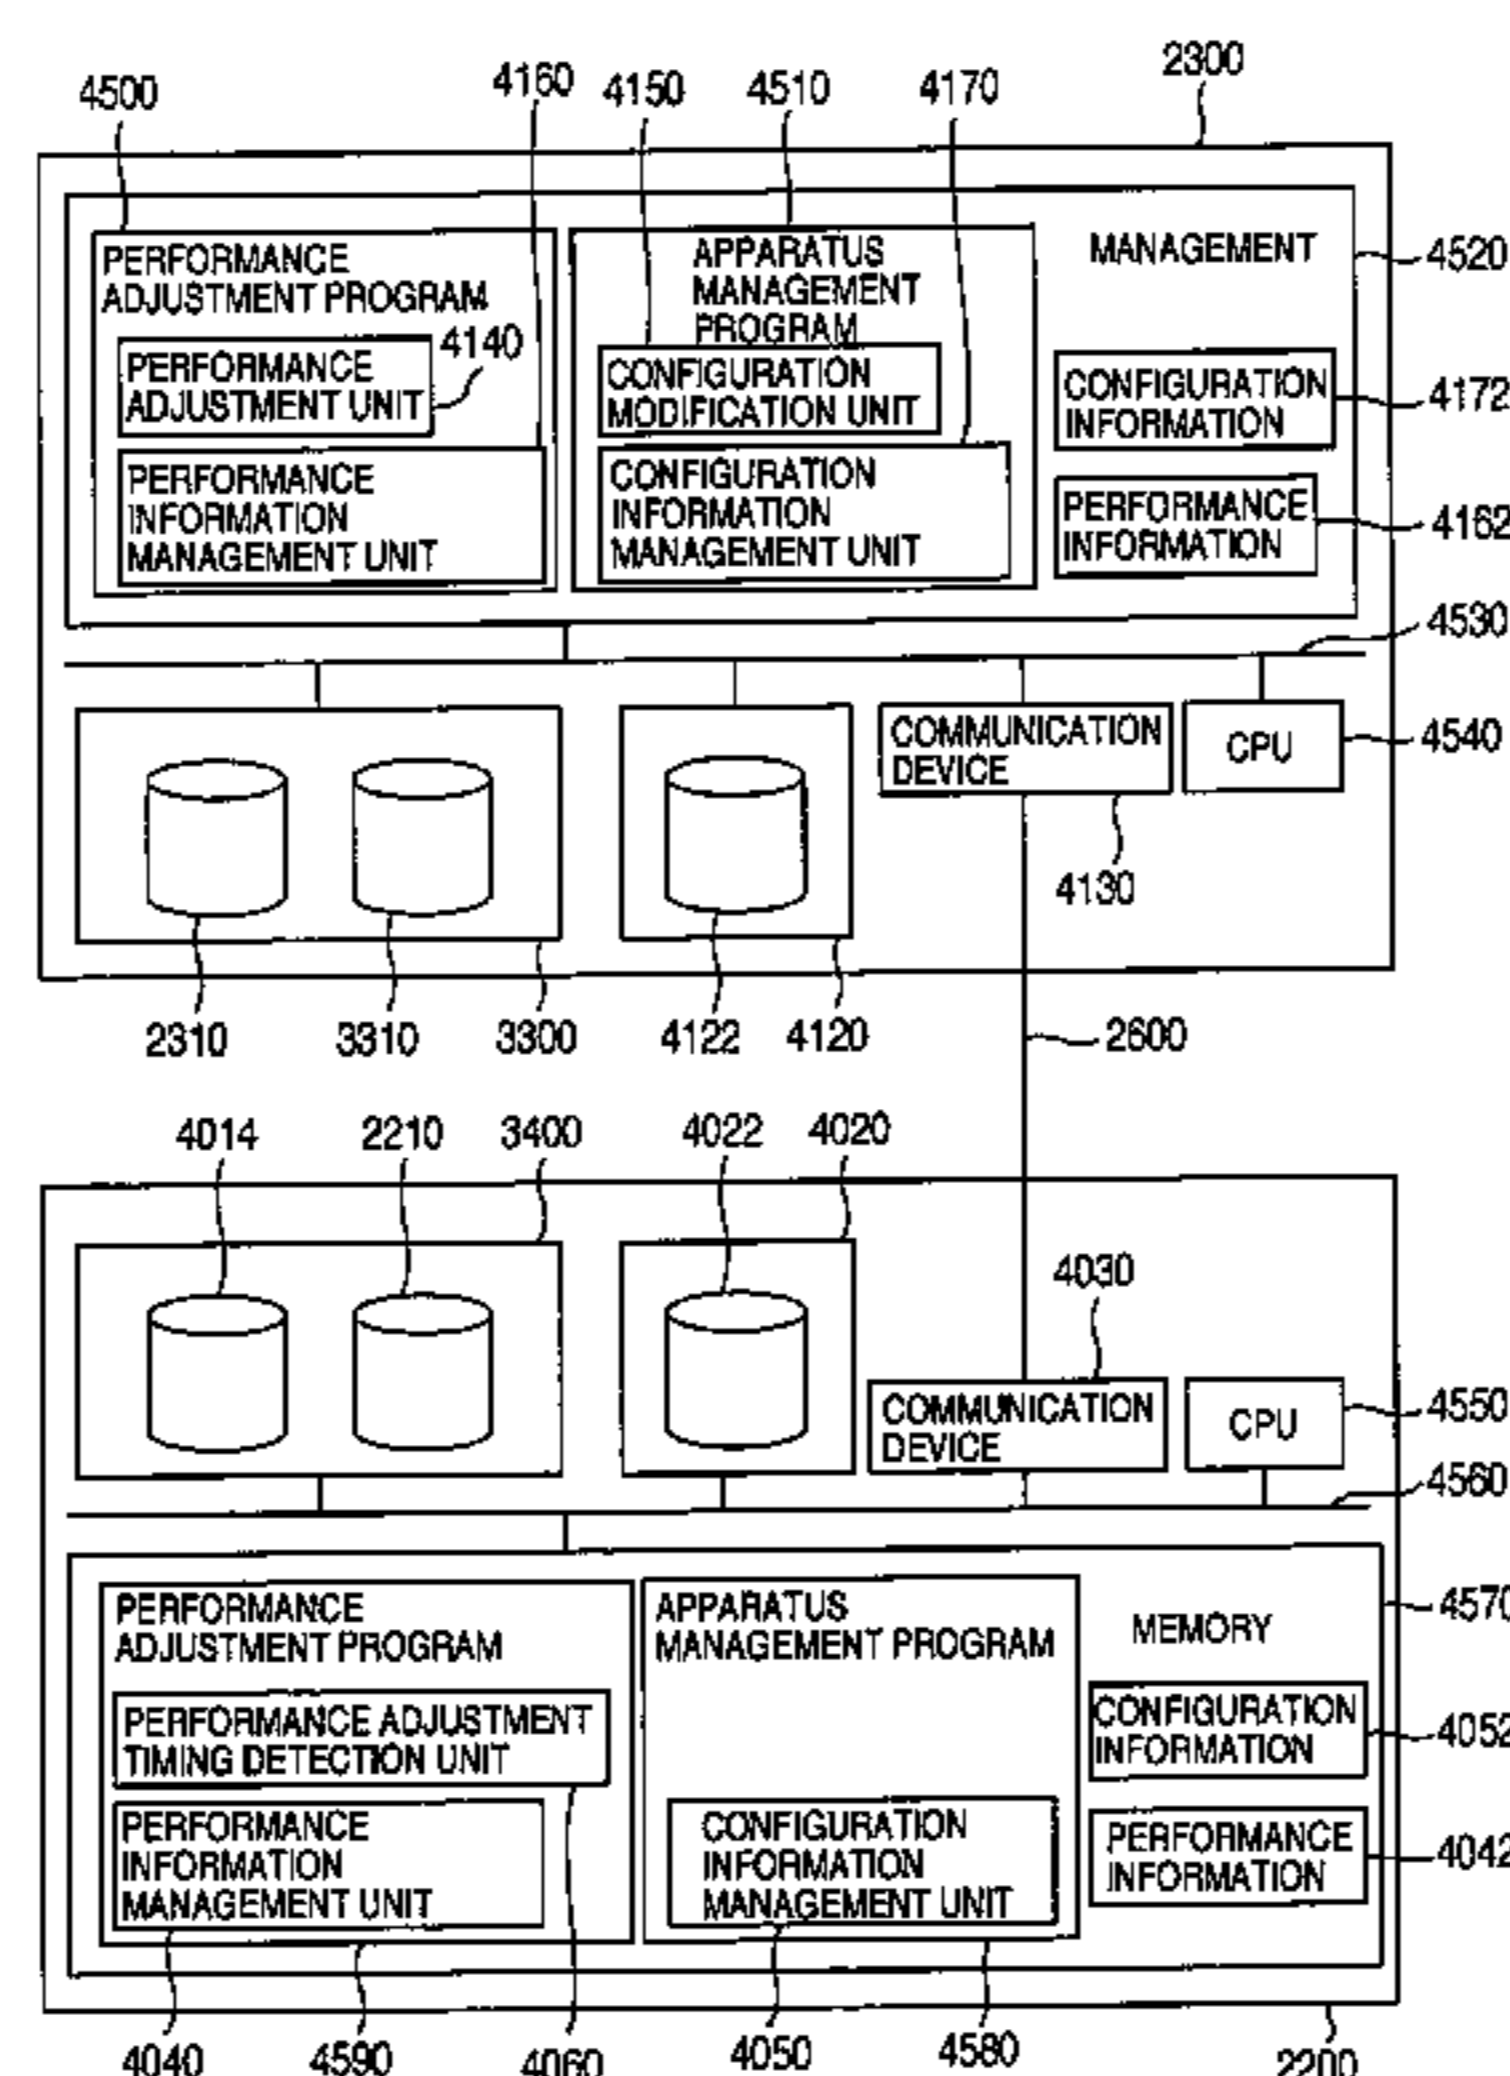 2300
4500
4160
4150
4510
4170
PERFORMANCE
ADJUSTMENT PROGRAM
APPARATUS
MANAGEMENT
PROGRAM
MANAGEMENT
4520
4140
PERFORMANCE
ADJUSTMENT UNIT
CONFIGURATION
MODIFICATION UNIT
CONFIGURATION
INFORMATION
4172
PERFORMANCE
INFORMATION
MANAGEMENT UNIT
CONFIGURATION
INFORMATION
MANAGEMENT UNIT
PERFORMANCE
INFORMATION
4162
4530
COMMUNICATION
DEVICE
CPU
4540
4130
2310
3310
3300
4122
4120
2600
4014
2210
3400
4022
4020
4030
COMMUNICATION
DEVICE
CPU
4550
4560
PERFORMANCE
ADJUSTMENT PROGRAM
APPARATUS
MANAGEMENT PROGRAM
MEMORY
4570
PERFORMANCE ADJUSTMENT
TIMING DETECTION UNIT
CONFIGURATION
INFORMATION
4052
PERFORMANCE
INFORMATION
MANAGEMENT UNIT
CONFIGURATION
INFORMATION
MANAGEMENT UNIT
PERFORMANCE
INFORMATION
4042
4040
4590
4060
4050
4580
2200